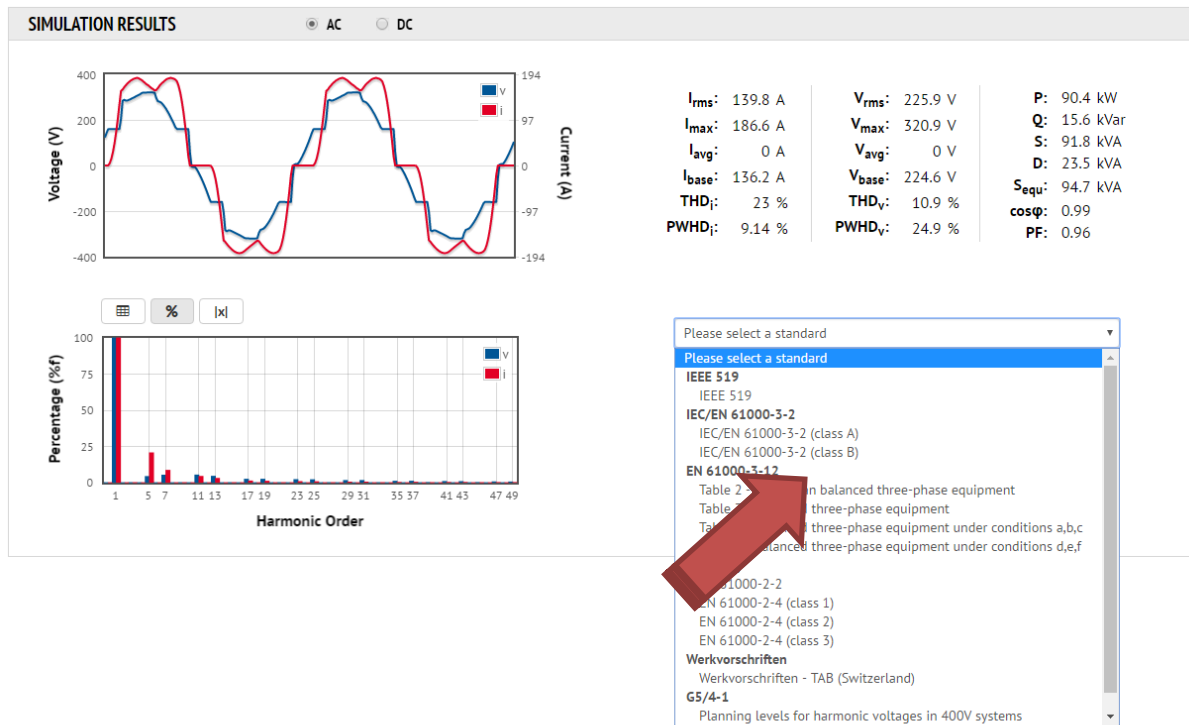 SIMULATION RESULTS AC DC
400
200
0
-200
-400
Voltage (V)
194
97
0
-97
-194
Current (A)
v
i
Irms: 139.8 A
Imax: 186.6 A
Iavg: 0 A
Ibase: 136.2 A
THDi: 23 %
PWHDi: 9.14 %
Vrms: 225.9 V
Vmax: 320.9 V
Vavg: 0 V
Vbase: 224.6 V
THDv: 10.9 %
PWHDv: 24.9 %
P: 90.4 kW
Q: 15.6 kVar
S: 91.8 kVA
D: 23.5 kVA
Sequ: 94.7 kVA
cosφ: 0.99
PF: 0.96
% |x|
100
75
50
25
0
Percentage (%f)
v
i
1 5 7 11 13 17 19 23 25 29 31 35 37 41 43 47 49
Harmonic Order
Please select a standard
Please select a standard
IEEE 519
IEEE 519
IEC/EN 61000-3-2
IEC/EN 61000-3-2 (class A)
IEC/EN 61000-3-2 (class B)
EN 61000-3-12
Table 2 balanced three-phase equipment
three-phase equipment
three-phase equipment under conditions a,b,c
three-phase equipment under conditions d,e,f
61000-2-2
EN 61000-2-4 (class 1)
EN 61000-2-4 (class 2)
EN 61000-2-4 (class 3)
Werkvorschriften
Werkvorschriften - TAB (Switzerland)
G5/4-1
Planning levels for harmonic voltages in 400V systems